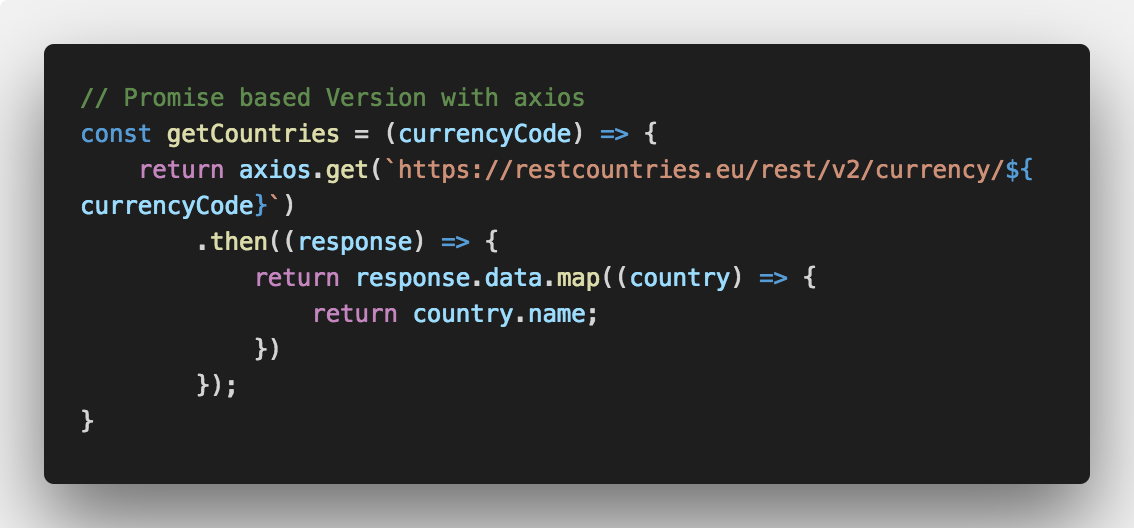 // Promise based Version with axios
const getCountries = (currencyCode) => {
    return axios.get(`https://restcountries.eu/rest/v2/currency/${
currencyCode}`)
        .then((response) => {
            return response.data.map((country) => {
                return country.name;
            })
        });
}